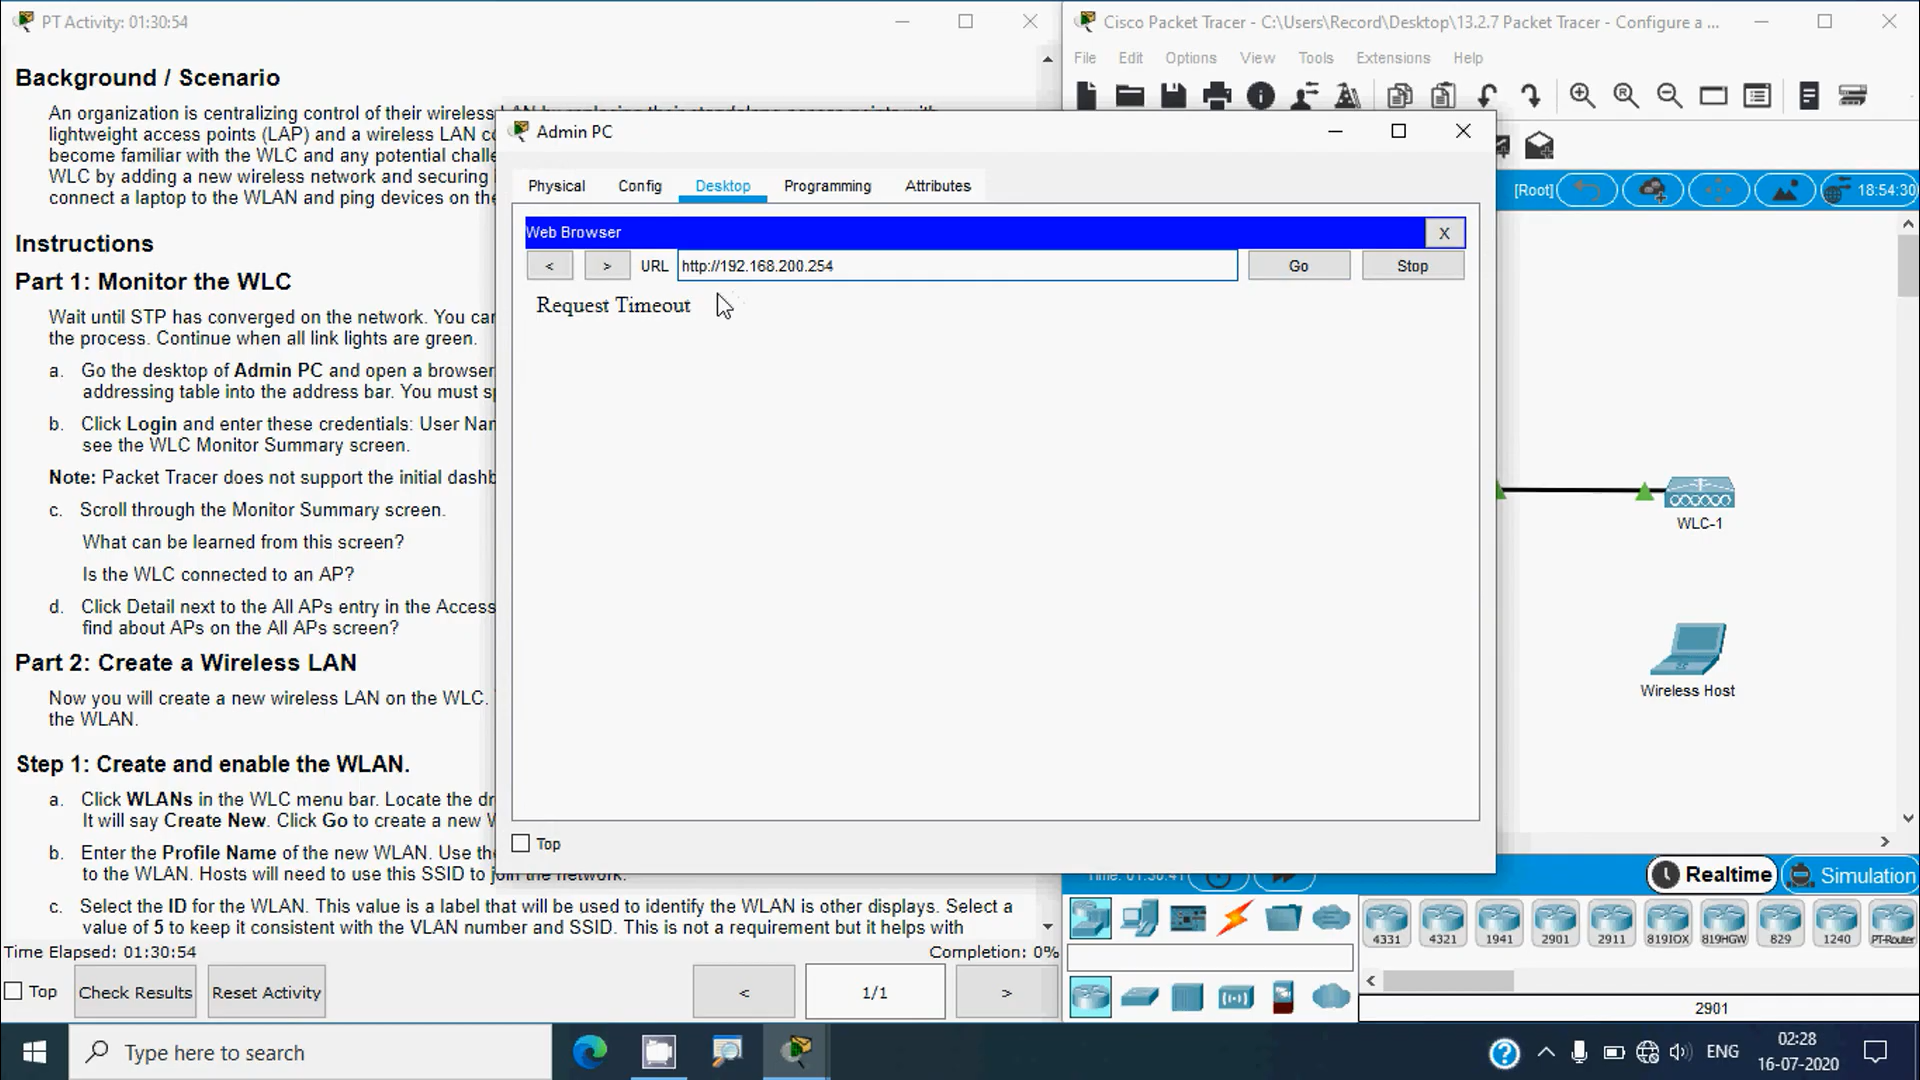 PT Activity: 01:30:54
Background / Scenario
An organization is centralizing control of their wireless
lightweight access points (LAP) and a wireless LAN co
become familiar with the WLC and any potential challe
WLC by adding a new wireless network and securing i
connect a laptop to the WLAN and ping devices on the
Instructions
Part 1: Monitor the WLC
Wait until STP has converged on the network. You can
the process. Continue when all link lights are green.
a. Go the desktop of Admin PC and open a browser
addressing table into the address bar. You must sp
b. Click Login and enter these credentials: User Nam
see the WLC Monitor Summary screen.
Note: Packet Tracer does not support the initial dashb
c. Scroll through the Monitor Summary screen.
What can be learned from this screen?
Is the WLC connected to an AP?
d. Click Detail next to the All APs entry in the Access
find about APs on the All APs screen?
Part 2: Create a Wireless LAN
Now you will create a new wireless LAN on the WLC.
the WLAN.
Step 1: Create and enable the WLAN.
a. Click WLANs in the WLC menu bar. Locate the dr
It will say Create New. Click Go to create a new W
b. Enter the Profile Name of the new WLAN. Use the
to the WLAN. Hosts will need to use this SSID to join the network.
c. Select the ID for the WLAN. This value is a label that will be used to identify the WLAN is other displays. Select a
value of 5 to keep it consistent with the VLAN number and SSID. This is not a requirement but it helps with
Time Elapsed: 01:30:54
Completion: 0%
Top
Check Results
Reset Activity
<
1/1
>
Admin PC
Physical
Config
Desktop
Programming
Attributes
Web Browser
X
<
>
URL
http://192.168.200.254
Go
Stop
Request Timeout
Top
Cisco Packet Tracer - C:\Users\Record\Desktop\13.2.7 Packet Tracer - Configure a ...
File
Edit
Options
View
Tools
Extensions
Help
[Root]
18:54:30
WLC-1
Wireless Host
Time: 01:30:41
Realtime
Simulation
4331
4321
1941
2901
2911
819IOX
819HGW
829
1240
PT-Router
2901
Type here to search
ENG
02:28
16-07-2020